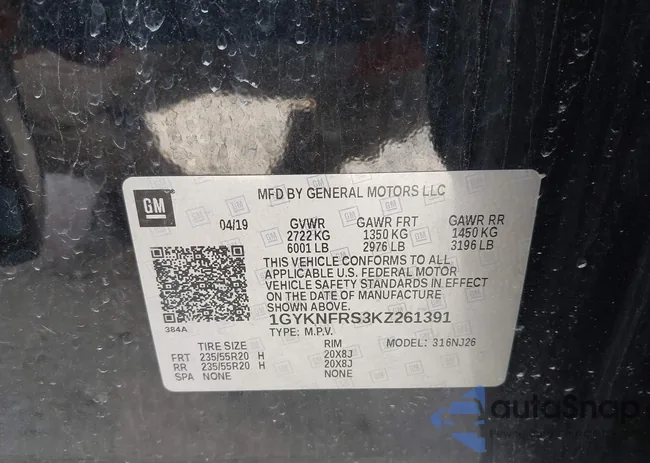 GM
MFD BY GENERAL MOTORS LLC
04/19 GVWR GAWR FRT GAWR RR
2722 KG 1350 KG 1450 KG
6001 LB 2976 LB 3196 LB
THIS VEHICLE CONFORMS TO ALL
APPLICABLE U.S. FEDERAL MOTOR
VEHICLE SAFETY STANDARDS IN EFFECT
ON THE DATE OF MANUFACTURE SHOWN
ABOVE.
1GYKNFRS3KZ261391
384A
TYPE: M.P.V.
TIRE SIZE RIM MODEL: 316NJ26
FRT 235/55R20 H 20X8J
RR 235/55R20 H 20X8J
SPA NONE NONE
autoSnap